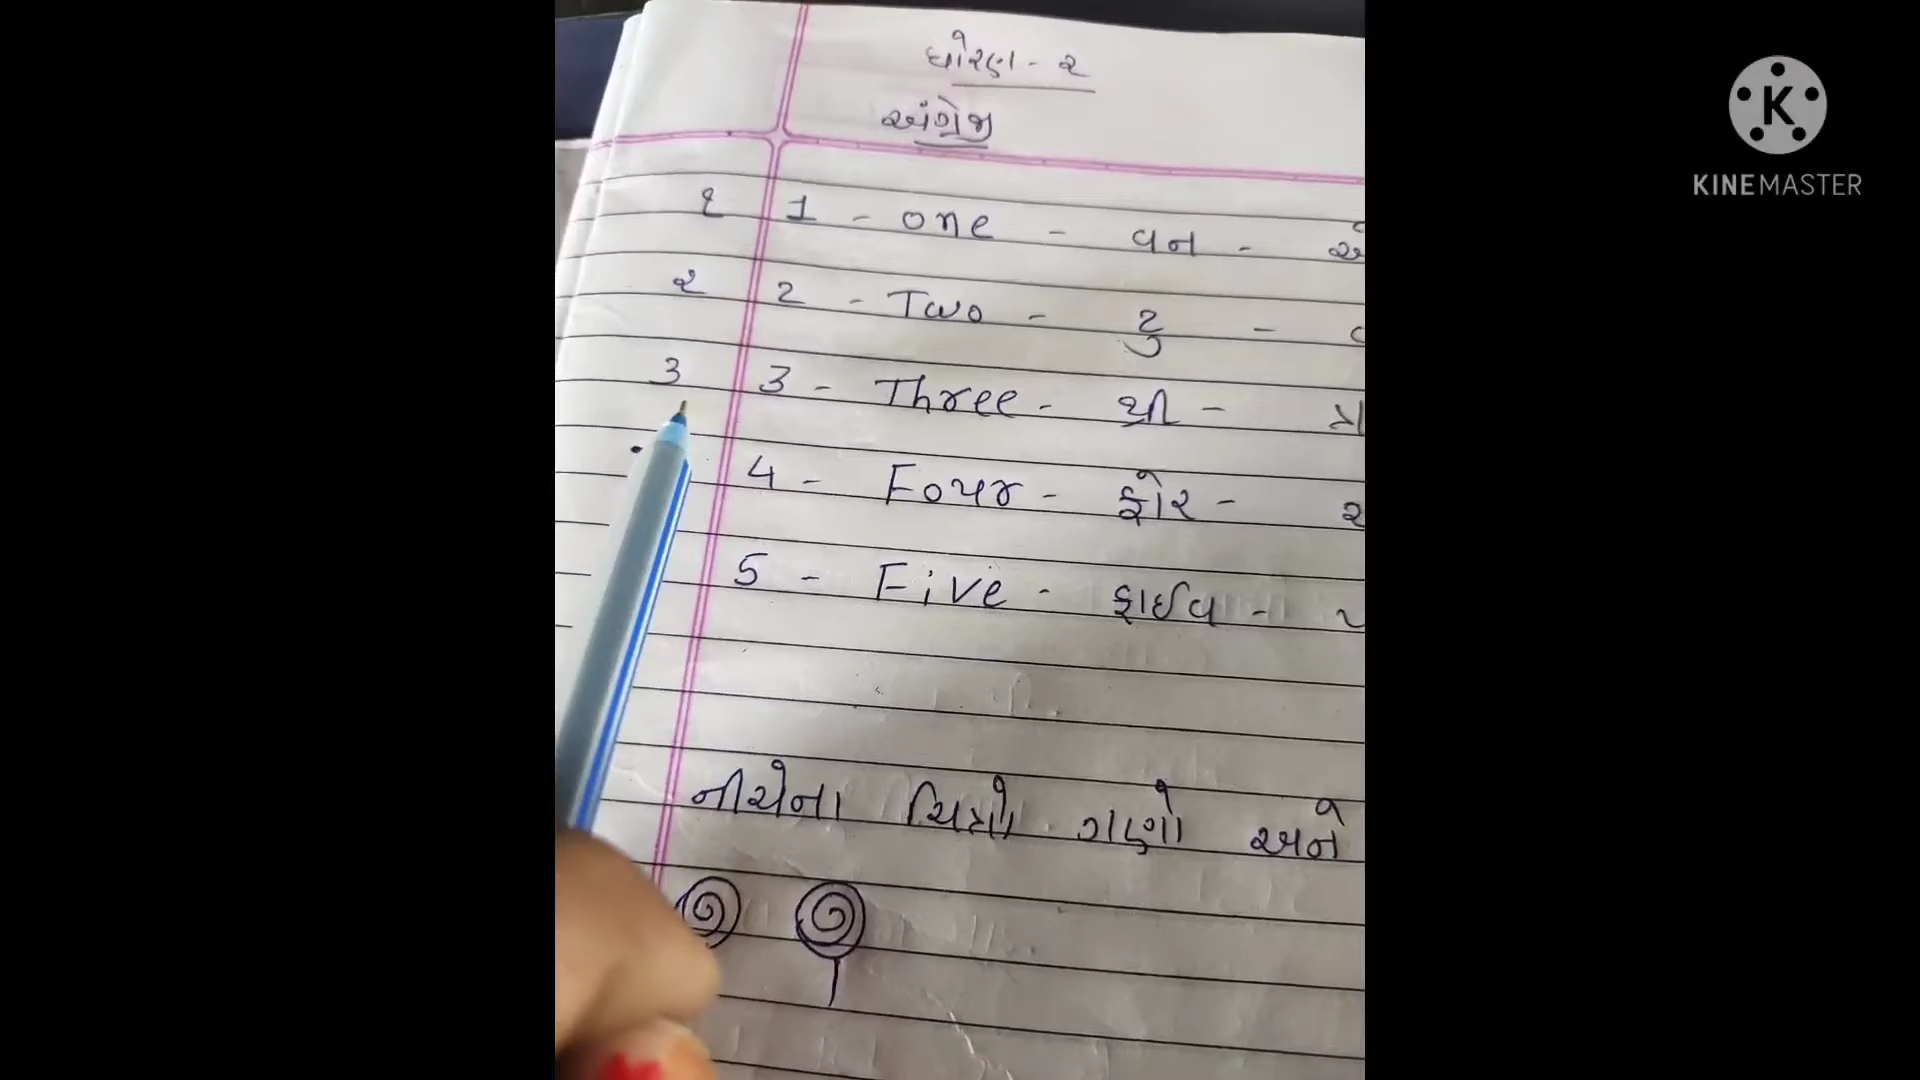 ધોરણ - ૨
અંગ્રેજી
૧ 1 - one - વન -
૨ 2 - Two - ટુ -
૩ 3 - Three - થ્રી -
4 - Four - ફોર -
5 - Five - ફાઈવ -
નીચેના ચિત્રો ગણો અને
KINEMASTER